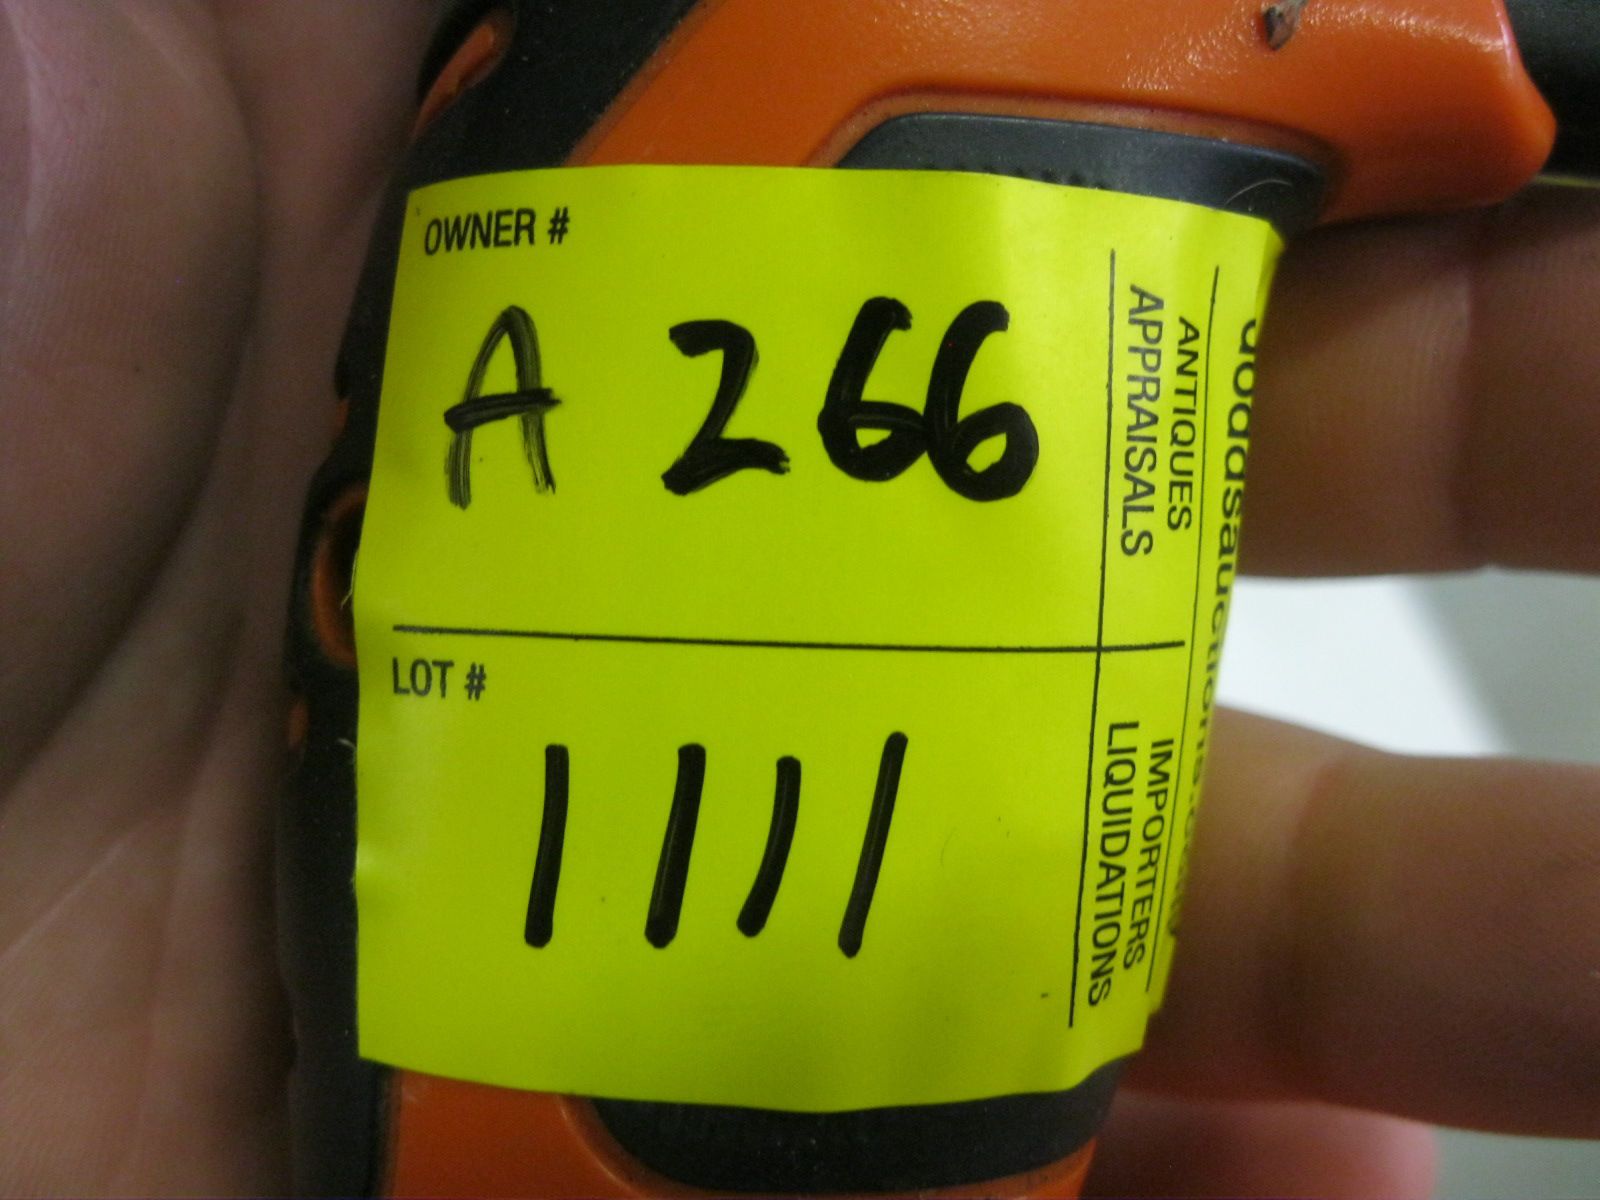 OWNER #
A 266
LOT #
1111
ANTIQUES
APPRAISALS
IMPORTERS
LIQUIDATIONS